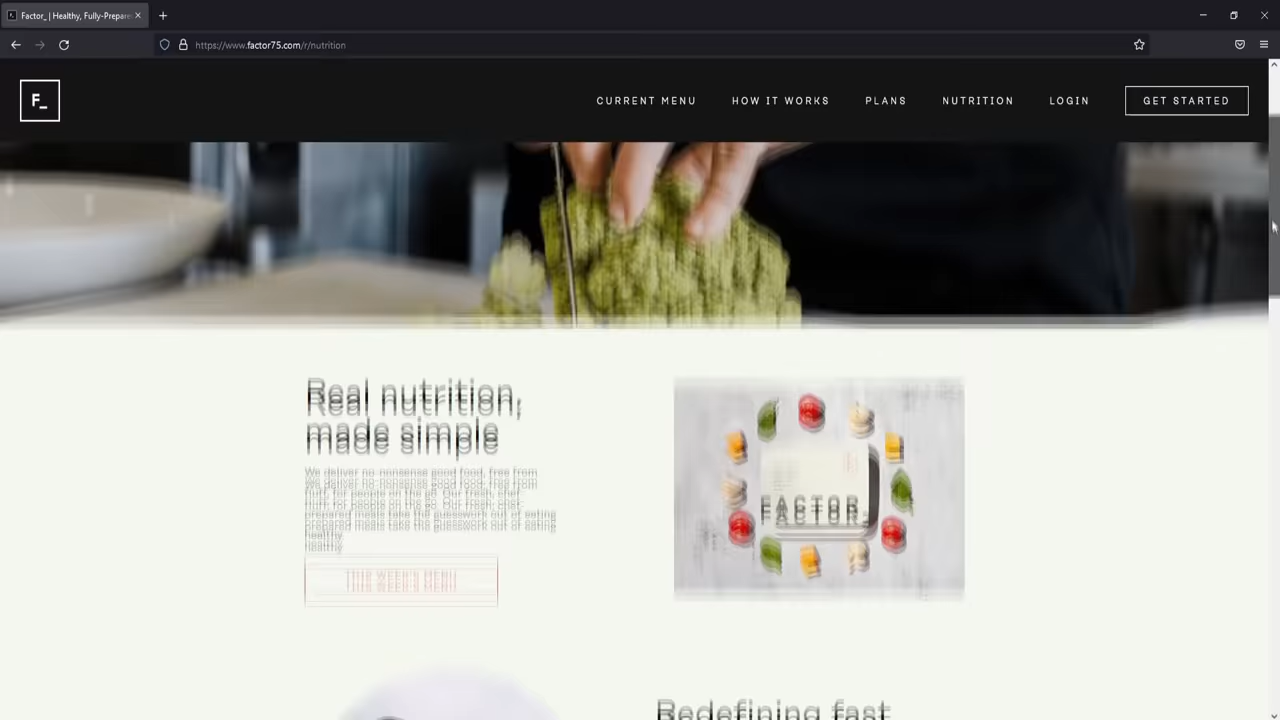 Factor_ | Healthy, Fully-Prepare
https://www.factor75.com/r/nutrition
F_
CURRENT MENU
HOW IT WORKS
PLANS
NUTRITION
LOGIN
GET STARTED
Real nutrition,
made simple
We deliver no-nonsense good food, free from
fluff, for people on the go. Our fresh, chef-
prepared meals take the guesswork out of eating
healthy
THIS WEEK'S MENU
FACTOR_
Redefining fast